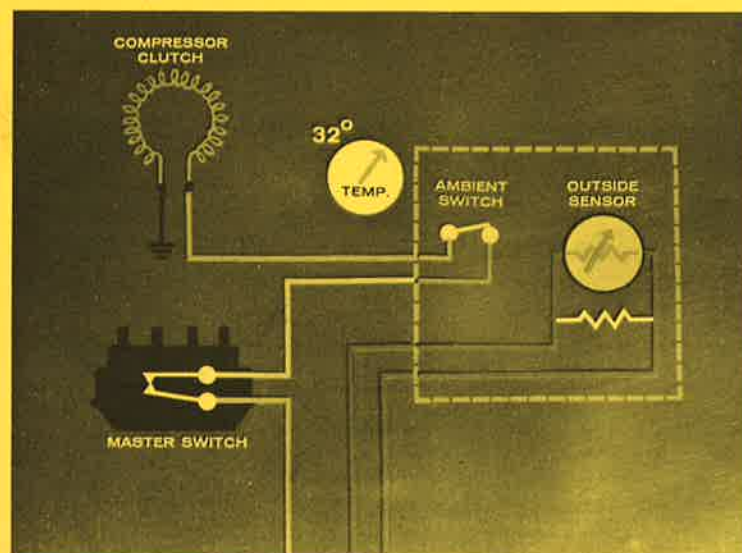 COMPRESSOR
CLUTCH
32°
TEMP.
AMBIENT
SWITCH
OUTSIDE
SENSOR
MASTER SWITCH